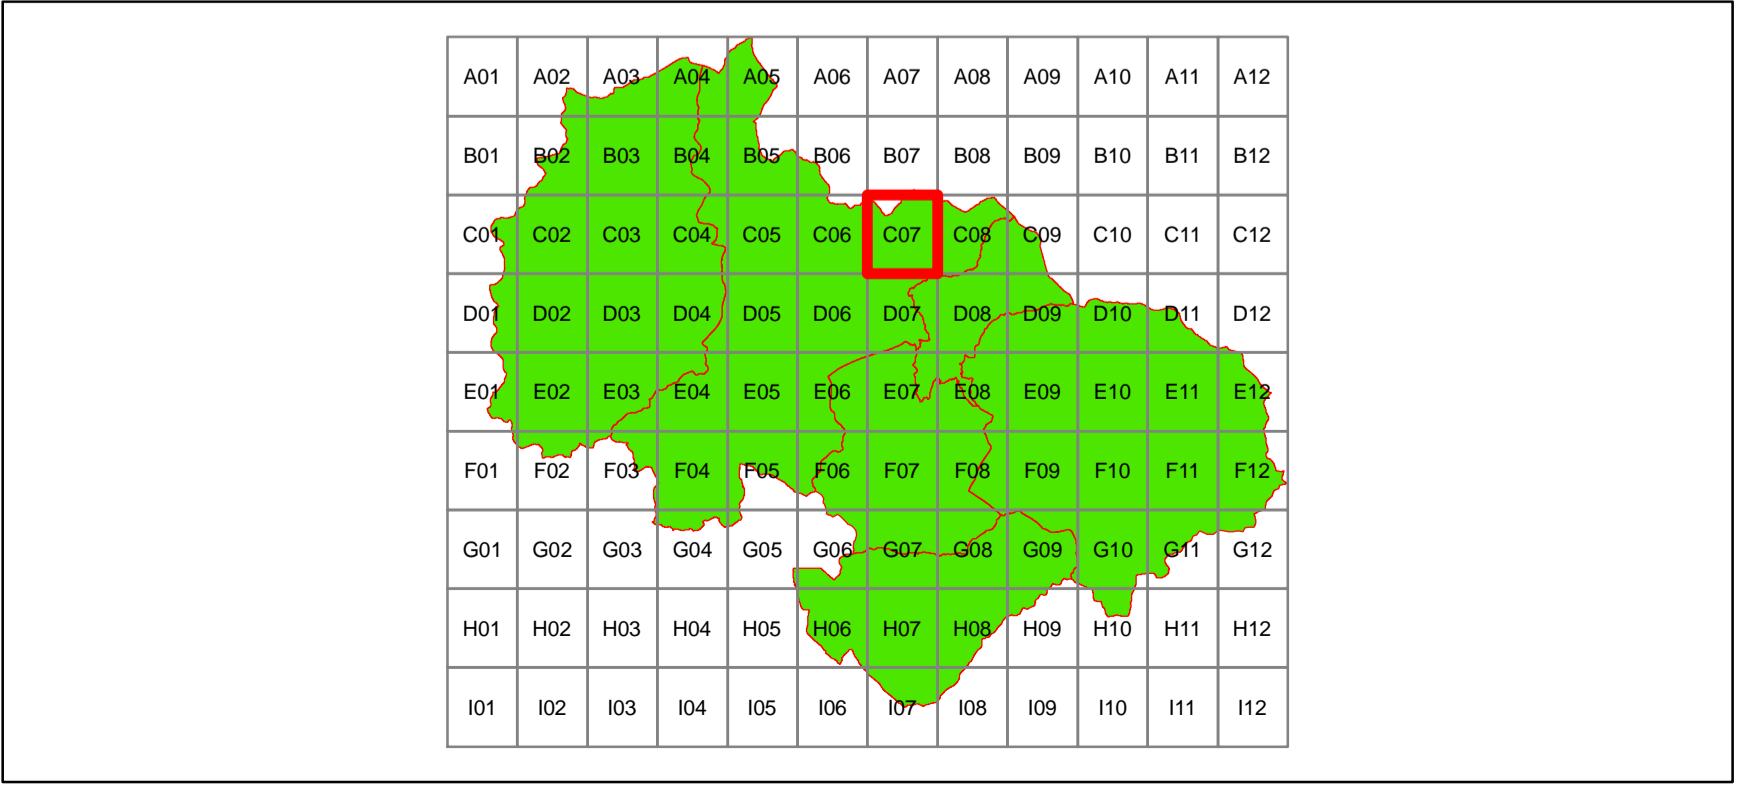 A01 A02 A03 A04 A05 A06 A07 A08 A09 A10 A11 A12
B01 B02 B03 B04 B05 B06 B07 B08 B09 B10 B11 B12
C01 C02 C03 C04 C05 C06 C07 C08 C09 C10 C11 C12
D01 D02 D03 D04 D05 D06 D07 D08 D09 D10 D11 D12
E01 E02 E03 E04 E05 E06 E07 E08 E09 E10 E11 E12
F01 F02 F03 F04 F05 F06 F07 F08 F09 F10 F11 F12
G01 G02 G03 G04 G05 G06 G07 G08 G09 G10 G11 G12
H01 H02 H03 H04 H05 H06 H07 H08 H09 H10 H11 H12
I01 I02 I03 I04 I05 I06 I07 I08 I09 I10 I11 I12